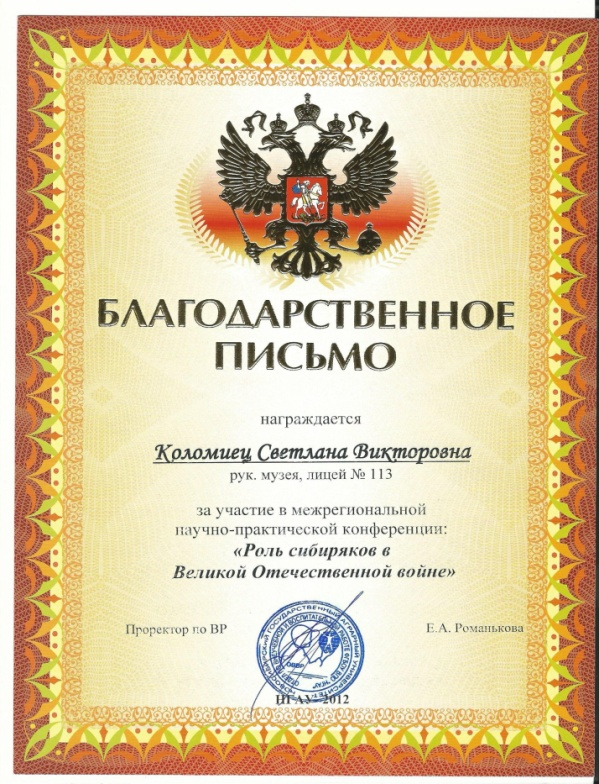 БЛАГОДАРСТВЕННОЕ
ПИСЬМО
награждается
Коломиец Светлана Викторовна
рук. музея, лицей № 113
за участие в межрегиональной
научно-практической конференции:
«Роль сибиряков в
Великой Отечественной войне»
Проректор по ВР
Е.А. Романькова
НГАУ - 2012